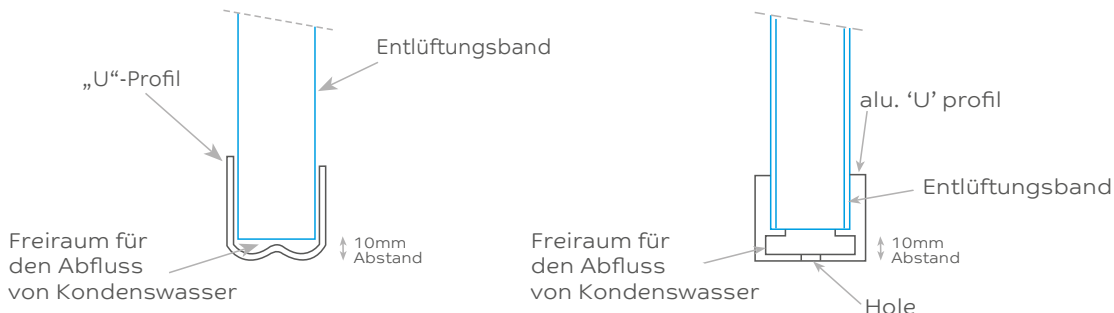 „U“-Profil
Entlüftungsband
Freiraum für
den Abfluss
von Kondenswasser
10mm
Abstand
alu. ‘U’ profil
Entlüftungsband
Freiraum für
den Abfluss
von Kondenswasser
10mm
Abstand
Hole